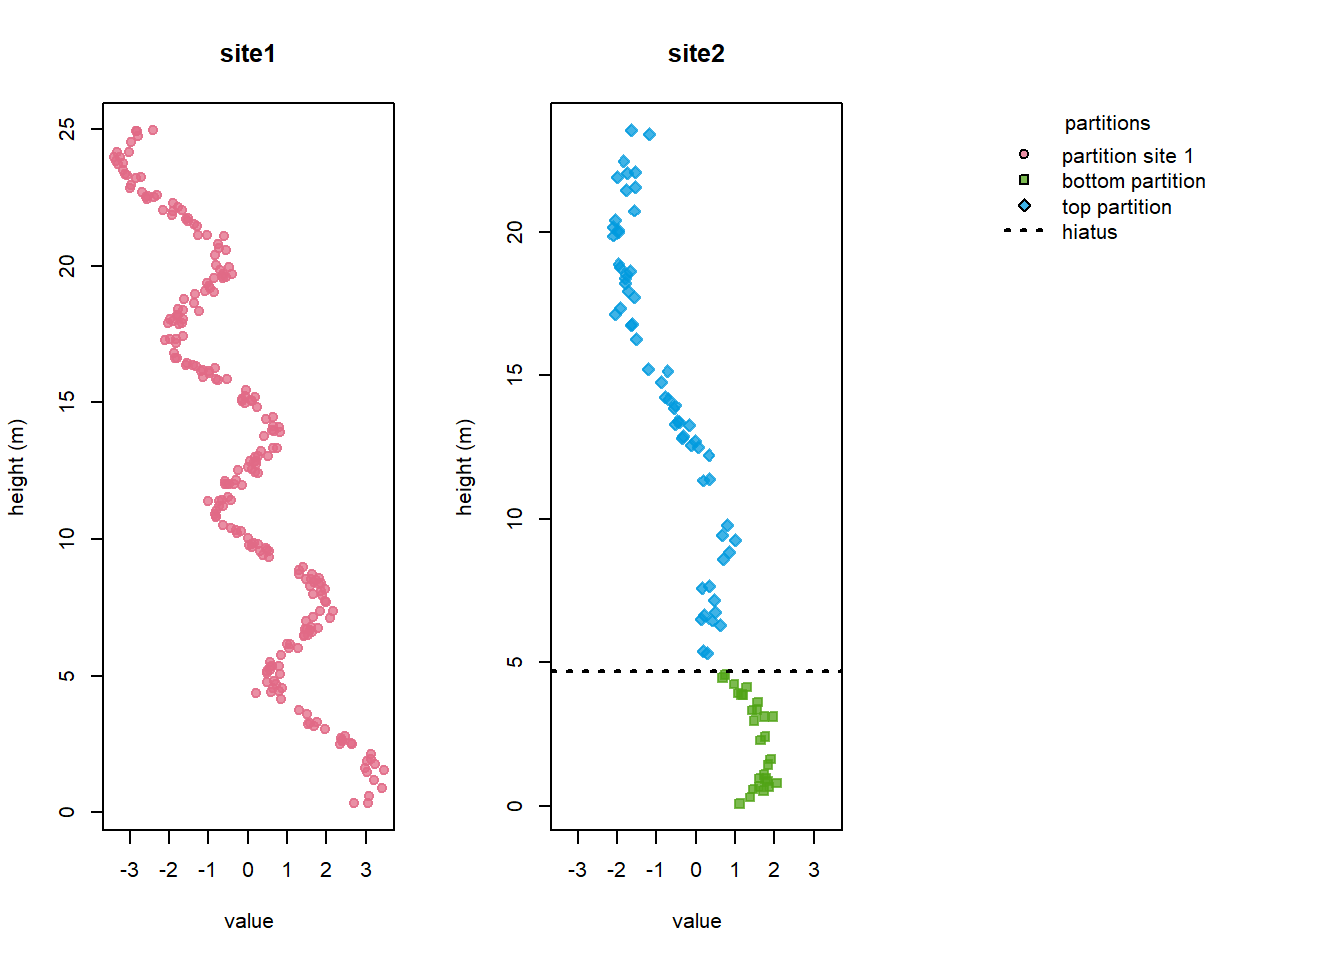 site1
25
20
15
10
5
0
height (m)
-3 -2 -1 0 1 2 3
value
site2
20
15
10
5
0
height (m)
-3 -2 -1 0 1 2 3
value
partitions
partition site 1
bottom partition
top partition
hiatus